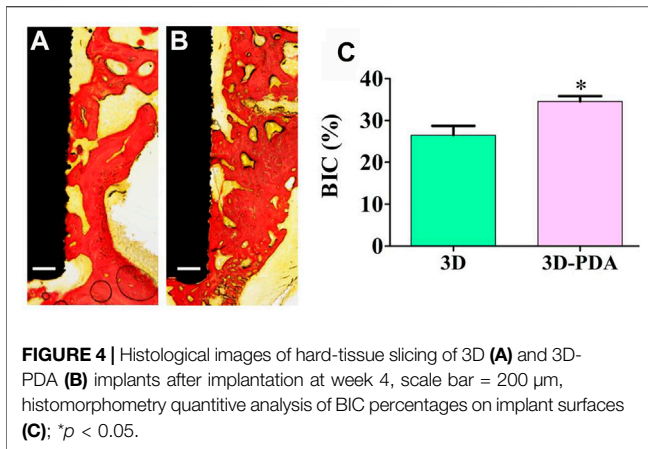 A
B
C
40
30
20
10
0
BIC (%)
*
3D
3D-PDA
FIGURE 4 | Histological images of hard-tissue slicing of 3D (A) and 3D-
PDA (B) implants after implantation at week 4, scale bar = 200 μm,
histomorphometry quantitive analysis of BIC percentages on implant surfaces
(C); *p < 0.05.